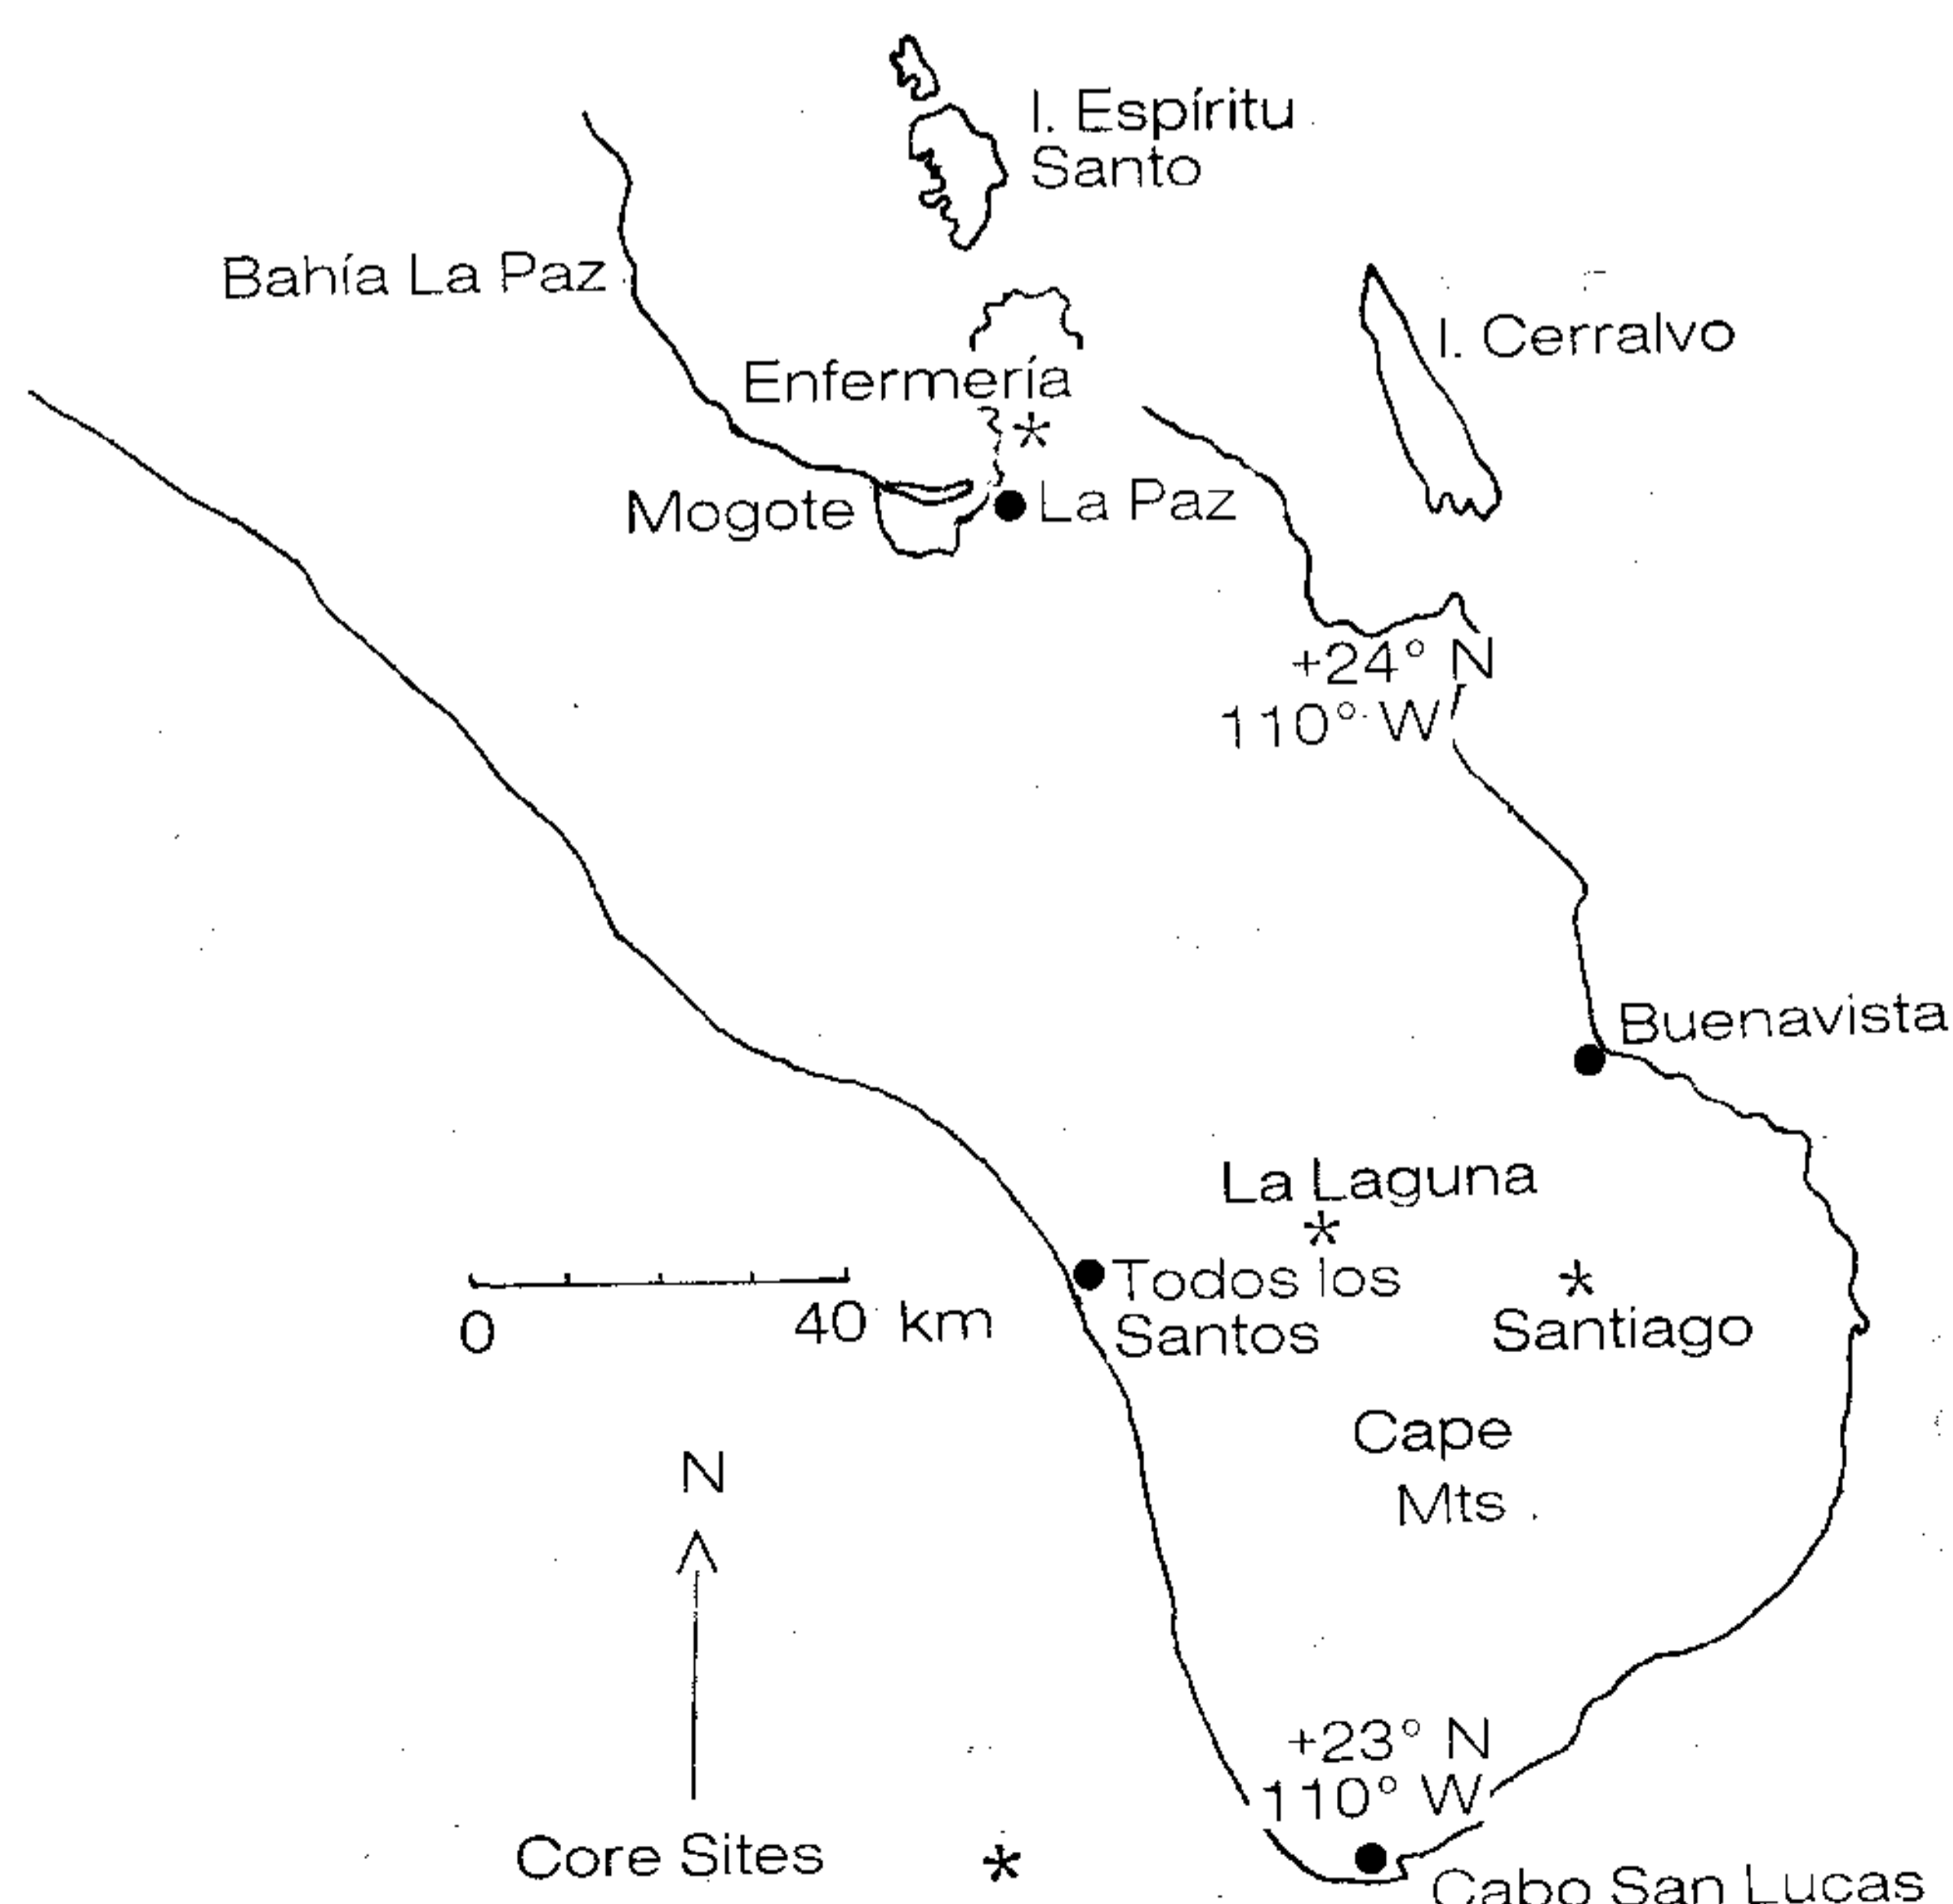 I. Espíritu
Santo
Bahía La Paz
I. Cerralvo
Enfermería
*
Mogote
La Paz
+24° N
110° W
Buenavista
La Laguna
*
Todos los
Santos
*
Santiago
0 40 km
Cape
Mts.
N
+23° N
110° W
Core Sites *
Cabo San Lucas